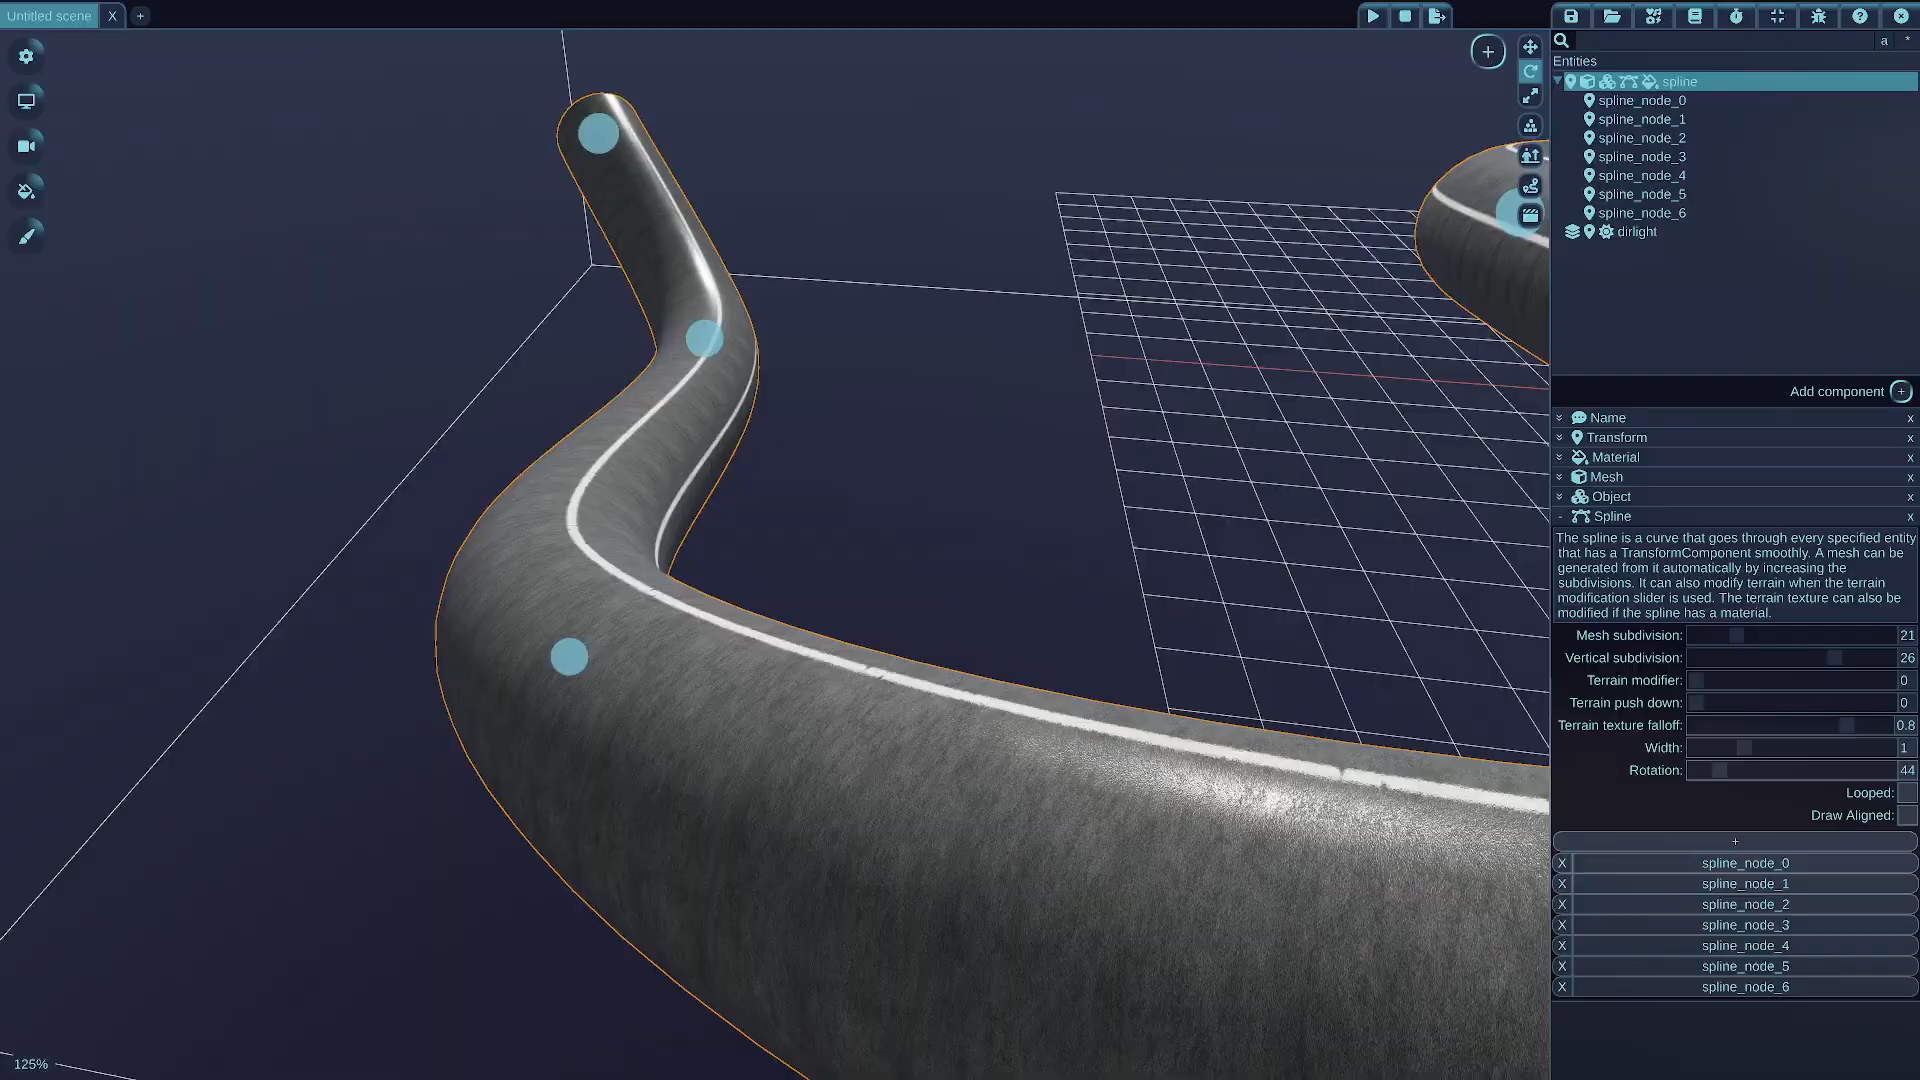 Untitled scene X +
a *
Entities
spline
spline_node_0
spline_node_1
spline_node_2
spline_node_3
spline_node_4
spline_node_5
spline_node_6
dirlight
Add component +
Name x
Transform x
Material x
Mesh x
Object x
- Spline x
The spline is a curve that goes through every specified entity
that has a TransformComponent smoothly. A mesh can be
generated from it automatically by increasing the
subdivisions. It can also modify terrain when the terrain
modification slider is used. The terrain texture can also be
modified if the spline has a material.
Mesh subdivision: 21
Vertical subdivision: 26
Terrain modifier: 0
Terrain push down: 0
Terrain texture falloff: 0.8
Width: 1
Rotation: 44
Looped:
Draw Aligned:
+
X spline_node_0
X spline_node_1
X spline_node_2
X spline_node_3
X spline_node_4
X spline_node_5
X spline_node_6
125%